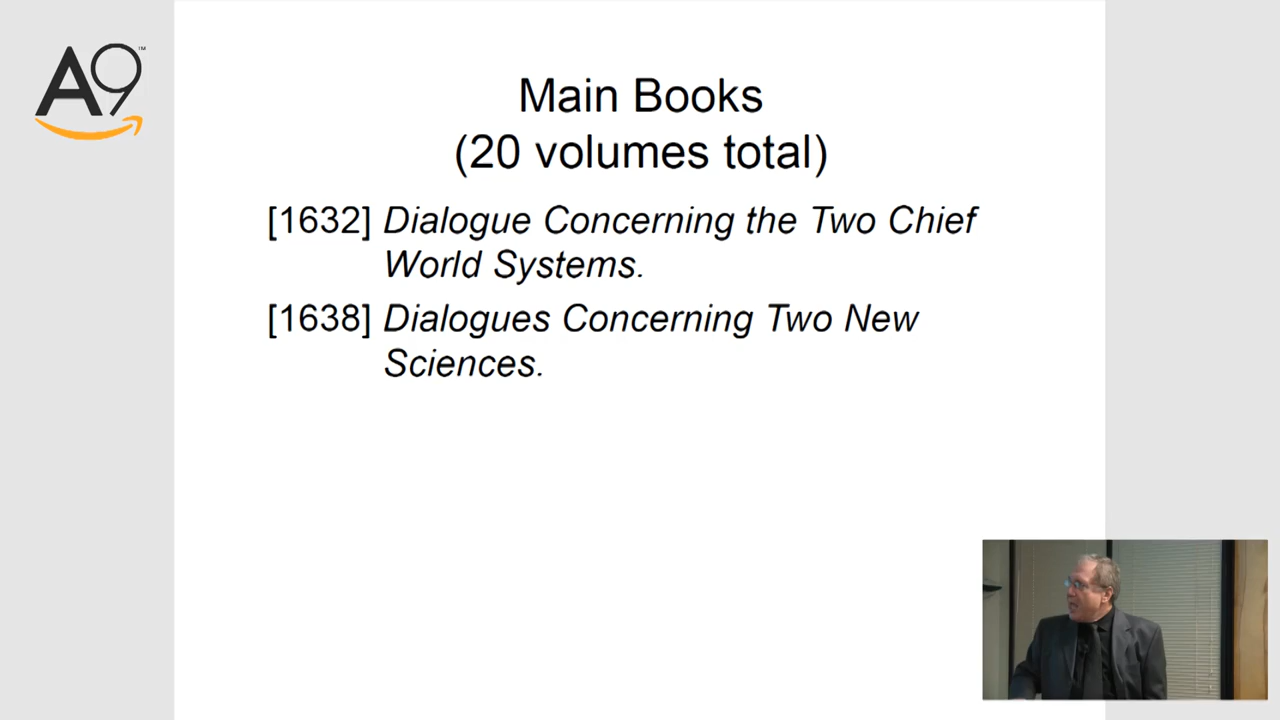 A9™
Main Books
(20 volumes total)
[1632] Dialogue Concerning the Two Chief
World Systems.
[1638] Dialogues Concerning Two New
Sciences.